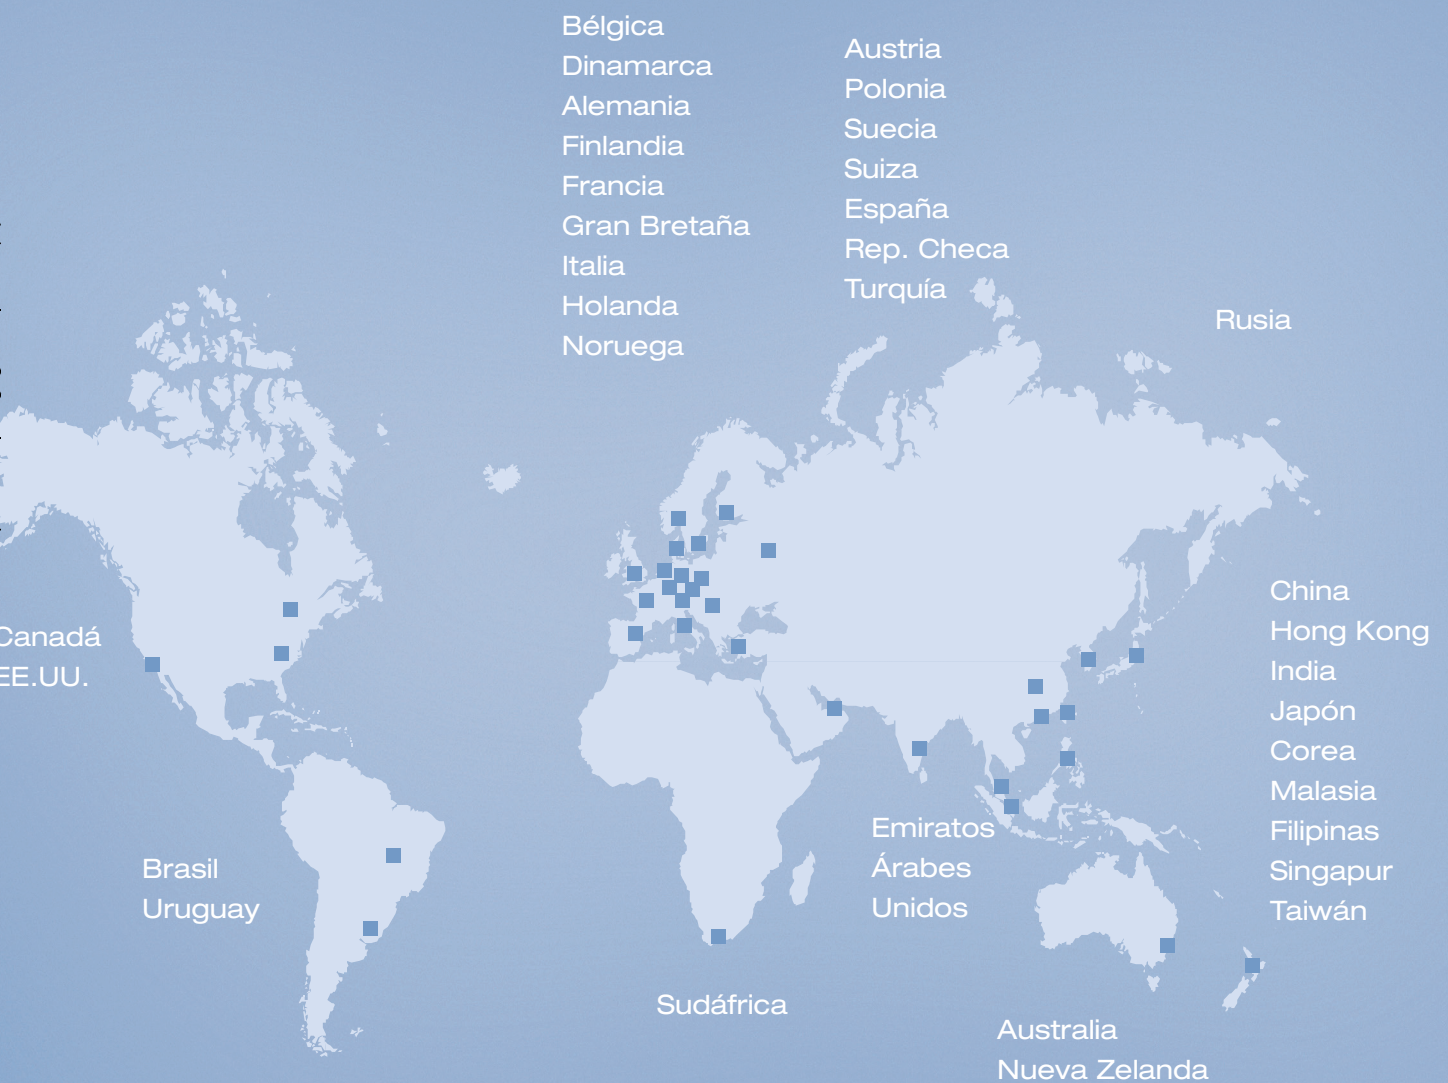 Bélgica
Dinamarca
Alemania
Finlandia
Francia
Gran Bretaña
Italia
Holanda
Noruega
Austria
Polonia
Suecia
Suiza
España
Rep. Checa
Turquía
Rusia
Canadá
EE.UU.
Brasil
Uruguay
Sudáfrica
Emiratos
Árabes
Unidos
China
Hong Kong
India
Japón
Corea
Malasia
Filipinas
Singapur
Taiwán
Australia
Nueva Zelanda